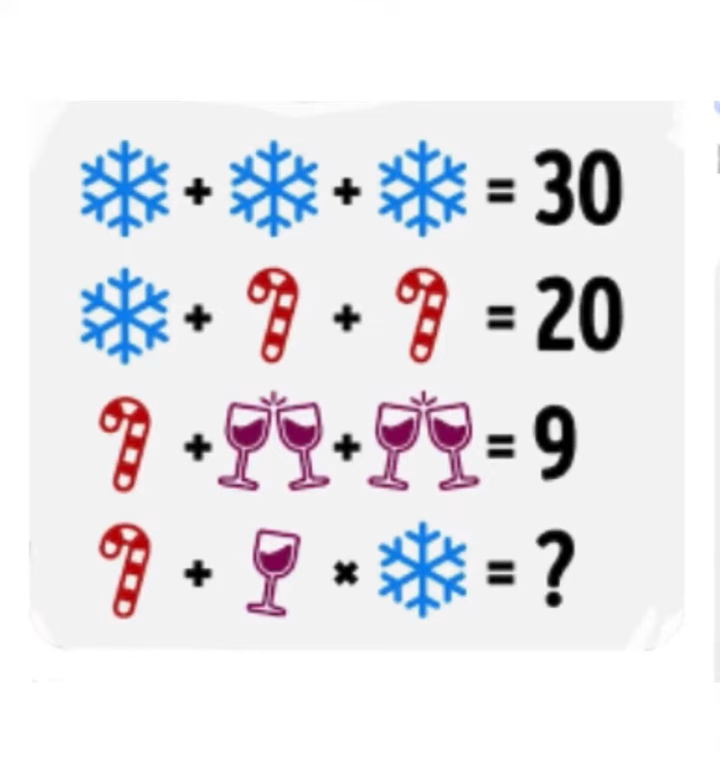 + + = 30
+ + = 20
+ + = 9
+ × = ?